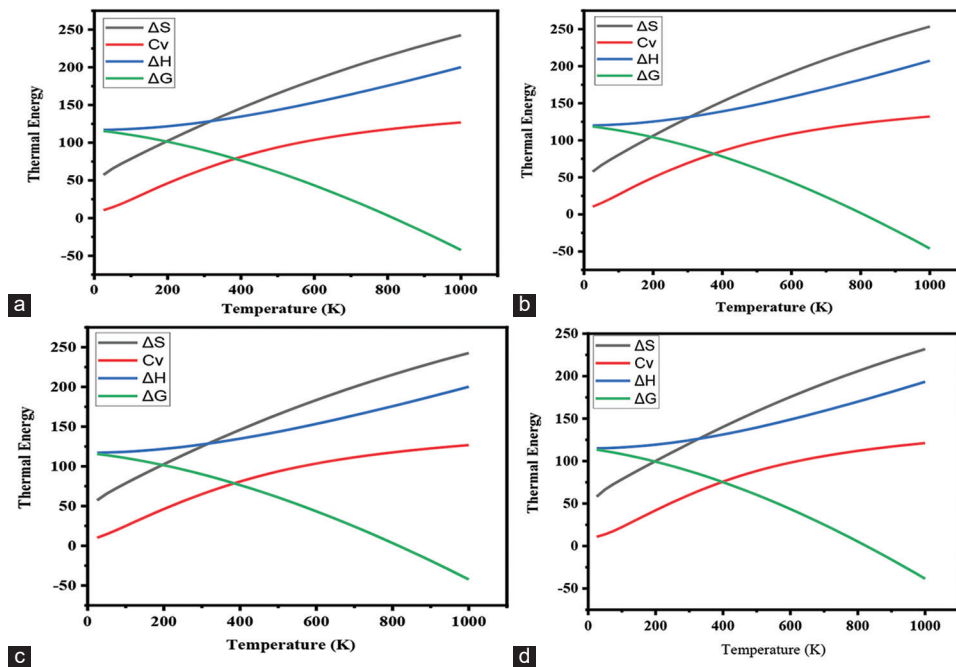 ΔS
Cv
ΔH
ΔG
250
200
150
100
50
0
-50
Thermal Energy
0 200 400 600 800 1000
Temperature (K)
a
ΔS
Cv
ΔH
ΔG
250
200
150
100
50
0
-50
Thermal Energy
0 200 400 600 800 1000
Temperature (K)
b
ΔS
Cv
ΔH
ΔG
250
200
150
100
50
0
-50
Thermal Energy
0 200 400 600 800 1000
Temperature (K)
c
ΔS
Cv
ΔH
ΔG
250
200
150
100
50
0
-50
Thermal Energy
0 200 400 600 800 1000
Temperature (K)
d